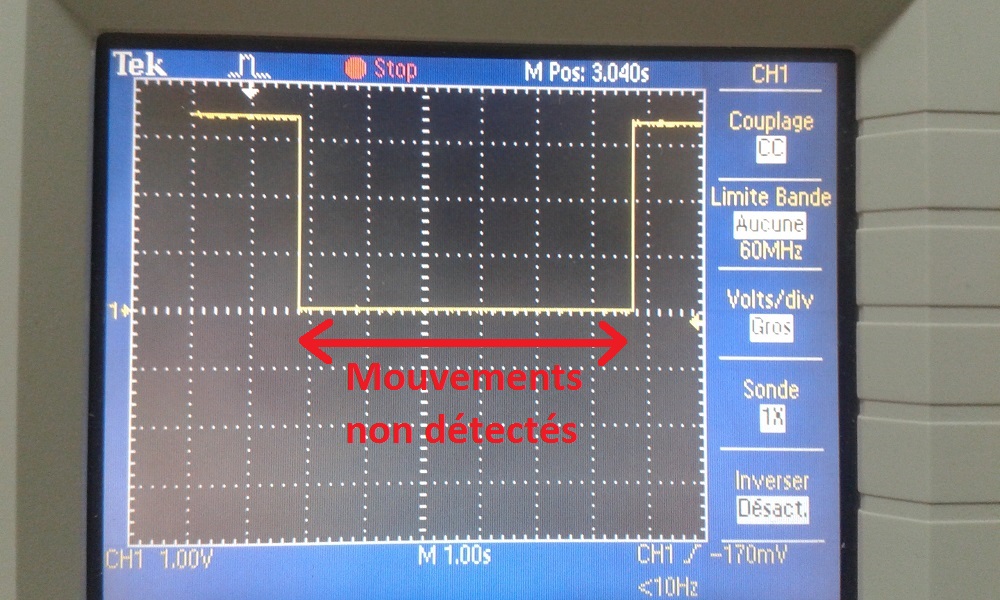 Tek Stop M Pos: 3.040s CH1
Couplage
CC
Limite Bande
Aucune
60MHz
Volts/div
Gros
1
Sonde
1X
Mouvements
non détectés
Inverser
Désact.
CH1 1.00V M 1.00s CH1 -170mV
<10Hz